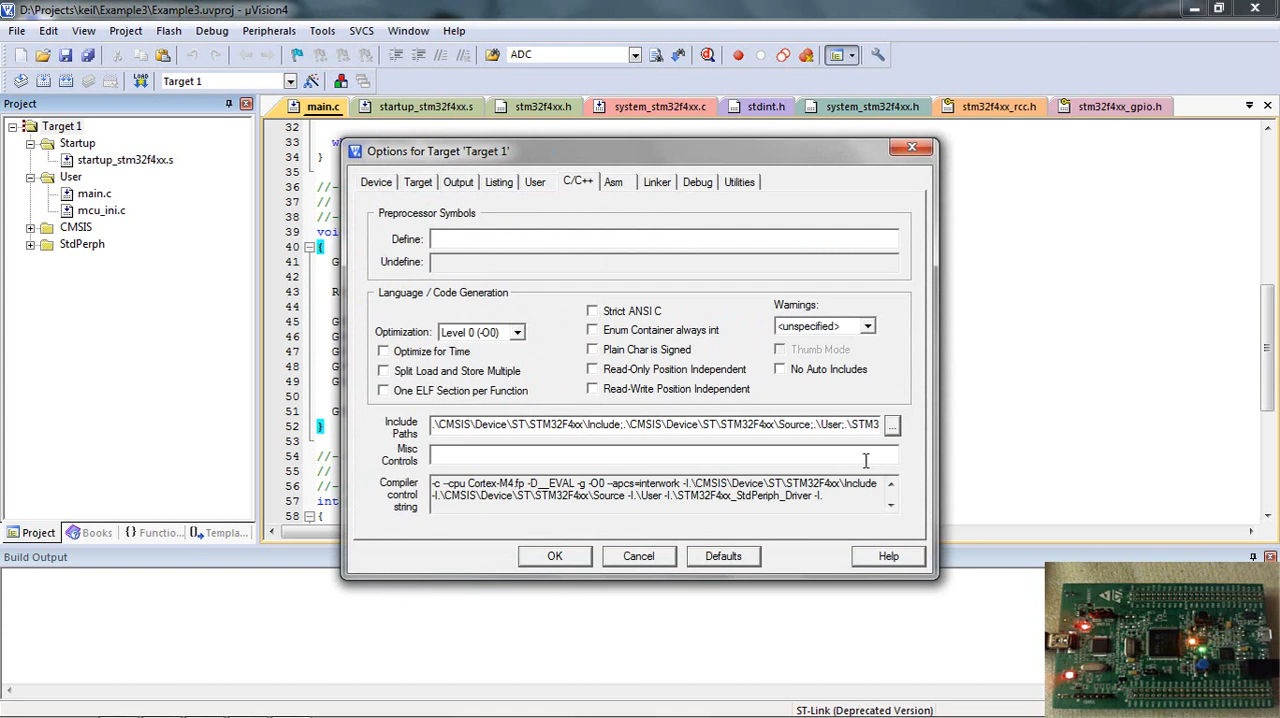 D:\Projects\keil\Example3\Example3.uvproj - µVision4
File Edit View Project Flash Debug Peripherals Tools SVCS Window Help
ADC
LOAD Target 1
Project
main.c startup_stm32f4xx.s stm32f4xx.h system_stm32f4xx.c stdint.h system_stm32f4xx.h stm32f4xx_rcc.h stm32f4xx_gpio.h
Target 1
Startup
startup_stm32f4xx.s
User
main.c
mcu_ini.c
CMSIS
StdPerph
32
33 w
34 }
35
36 //-
37 //
38 //-
39 voi
40 {
41 G
42
43 R
44
45 G
46 G
47 G
48 G
49 G
50
51 G
52 }
53
54 //-
55 //
56 //-
57 int
58 {
Options for Target 'Target 1'
Device Target Output Listing User C/C++ Asm Linker Debug Utilities
Preprocessor Symbols
Define:
Undefine:
Language / Code Generation
Optimization: Level 0 (-O0)
Optimize for Time
Split Load and Store Multiple
One ELF Section per Function
Strict ANSI C
Enum Container always int
Plain Char is Signed
Read-Only Position Independent
Read-Write Position Independent
Warnings:
<unspecified>
Thumb Mode
No Auto Includes
Include Paths
.\CMSIS\Device\ST\STM32F4xx\Include;.\CMSIS\Device\ST\STM32F4xx\Source;.\User;.\STM3
...
Misc Controls
Compiler control string
-c --cpu Cortex-M4.fp -D__EVAL -g -O0 --apcs=interwork -I.\CMSIS\Device\ST\STM32F4xx\Include
-I.\CMSIS\Device\ST\STM32F4xx\Source -I.\User -I.\STM32F4xx_StdPeriph_Driver -I.
OK Cancel Defaults Help
Project Books {} Functio... Templa...
Build Output
ST-Link (Deprecated Version)